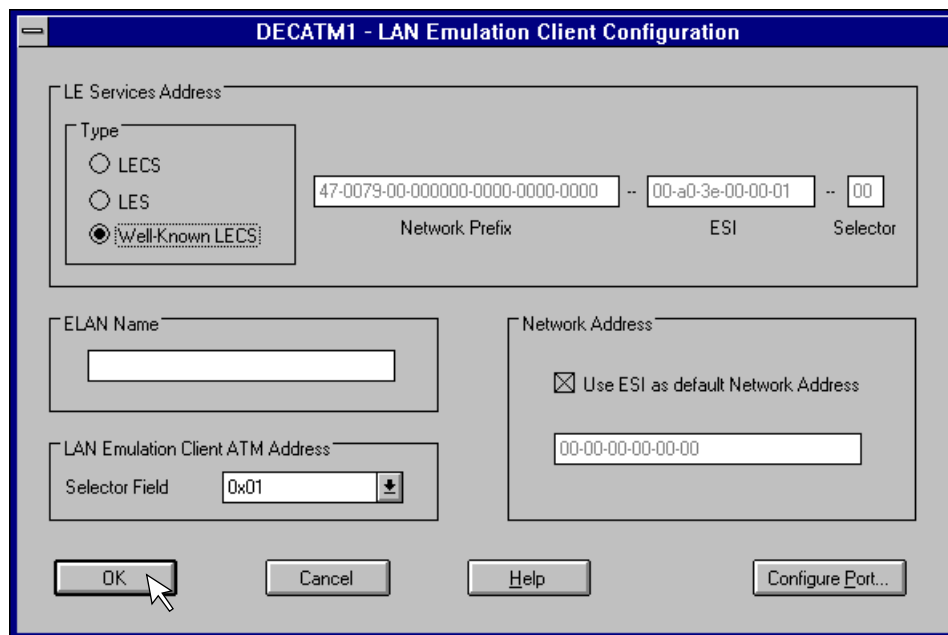 DECATM1 - LAN Emulation Client Configuration
LE Services Address
Type
LECS
LES
Well-Known LECS
47-0079-00-000000-0000-0000-0000 -- 00-a0-3e-00-00-01 -- 00
Network Prefix ESI Selector
ELAN Name
Network Address
Use ESI as default Network Address
00-00-00-00-00-00
LAN Emulation Client ATM Address
Selector Field 0x01
OK Cancel Help Configure Port...